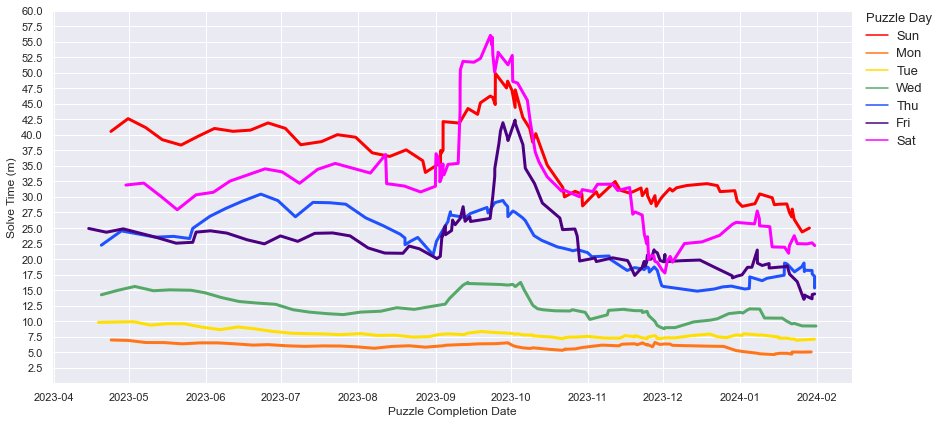 Puzzle Day
Sun
Mon
Tue
Wed
Thu
Fri
Sat
60.0
57.5
55.0
52.5
50.0
47.5
45.0
42.5
40.0
37.5
35.0
32.5
30.0
27.5
25.0
22.5
20.0
17.5
15.0
12.5
10.0
7.5
5.0
2.5
Solve Time (m)
2023-04 2023-05 2023-06 2023-07 2023-08 2023-09 2023-10 2023-11 2023-12 2024-01 2024-02
Puzzle Completion Date